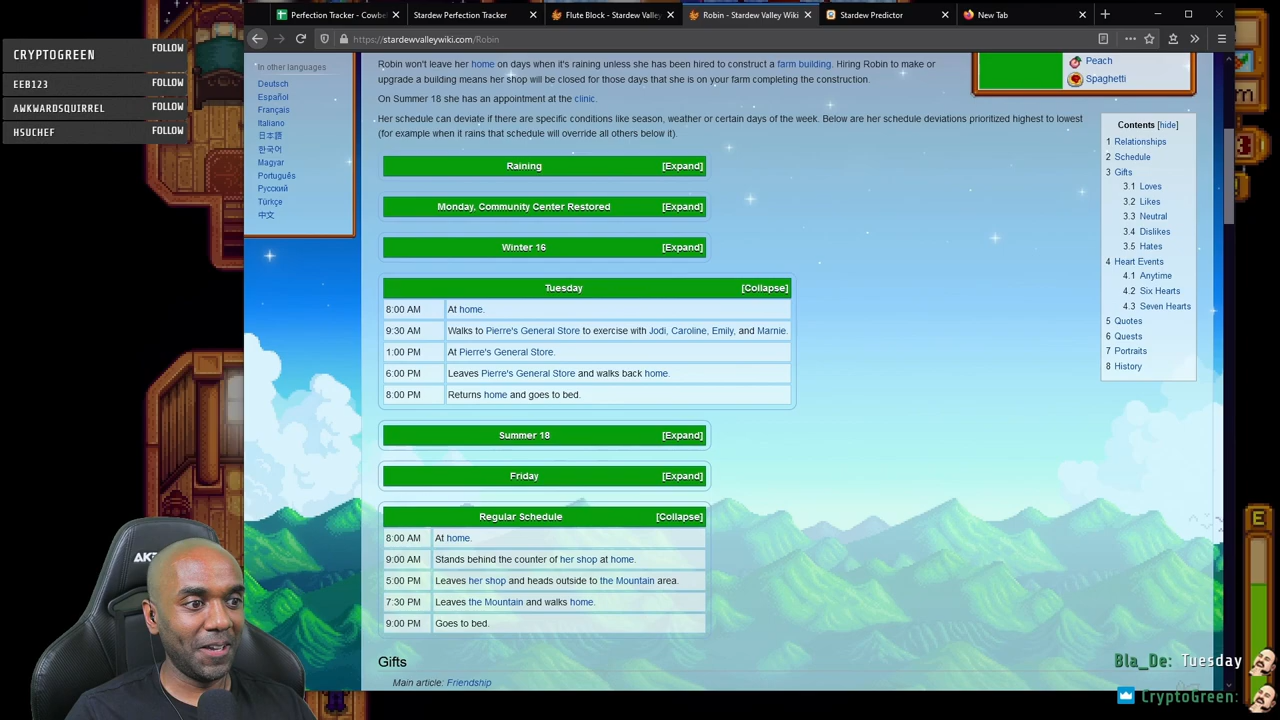 Perfection Tracker - Cowbe
Stardew Perfection Tracker
Flute Block - Stardew Valley
Robin - Stardew Valley Wiki
Stardew Predictor
New Tab
https://stardewvalleywiki.com/Robin
CRYPTOGREEN FOLLOW
EEB123 FOLLOW
AWKWARDSQUIRREL FOLLOW
HSUCHEF FOLLOW
In other languages
Deutsch
Español
Français
Italiano
日本語
한국어
Magyar
Português
Русский
Türkçe
中文
Robin won't leave her home on days when it's raining unless she has been hired to construct a farm building. Hiring Robin to make or
upgrade a building means her shop will be closed for those days that she is on your farm completing the construction.
On Summer 18 she has an appointment at the clinic.
Her schedule can deviate if there are specific conditions like season, weather or certain days of the week. Below are her schedule deviations prioritized highest to lowest
(for example when it rains that schedule will override all others below it).
Raining [Expand]
Monday, Community Center Restored [Expand]
Winter 16 [Expand]
Tuesday [Collapse]
8:00 AM At home.
9:30 AM Walks to Pierre's General Store to exercise with Jodi, Caroline, Emily, and Marnie.
1:00 PM At Pierre's General Store.
6:00 PM Leaves Pierre's General Store and walks back home.
8:00 PM Returns home and goes to bed.
Summer 18 [Expand]
Friday [Expand]
Regular Schedule [Collapse]
8:00 AM At home.
9:00 AM Stands behind the counter of her shop at home.
5:00 PM Leaves her shop and heads outside to the Mountain area.
7:30 PM Leaves the Mountain and walks home.
9:00 PM Goes to bed.
Gifts
Main article: Friendship
Peach
Spaghetti
Contents [hide]
1 Relationships
2 Schedule
3 Gifts
3.1 Loves
3.2 Likes
3.3 Neutral
3.4 Dislikes
3.5 Hates
4 Heart Events
4.1 Anytime
4.2 Six Hearts
4.3 Seven Hearts
5 Quotes
6 Quests
7 Portraits
8 History
E
Bla_De: Tuesday
CryptoGreen: